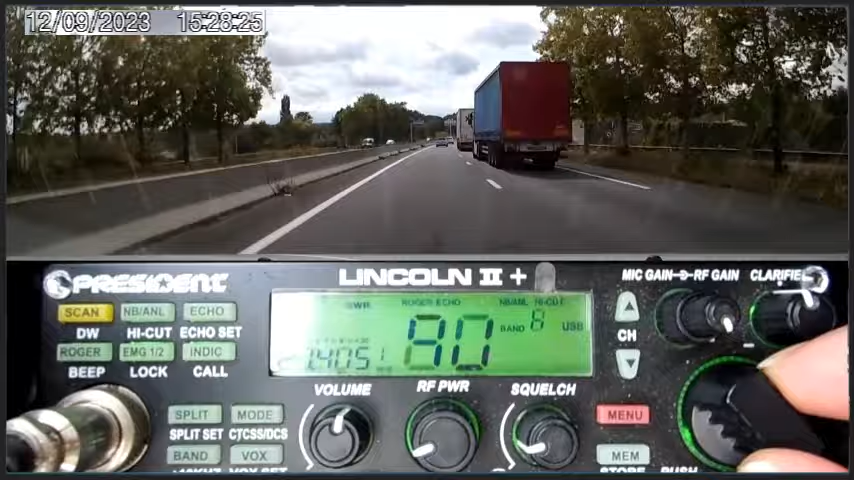 12/09/2023 15:28:25
PRESIDENT
LINCOLN II +
MIC GAIN RF GAIN CLARIFIE
SCAN NB/ANL ECHO
DW HI-CUT ECHO SET
ROGER EMG 1/2 INDIC
BEEP LOCK CALL
SWR ROGER ECHO NB/ANL HI-CUT
BAND 8 USB
CH
VOLUME RF PWR SQUELCH
SPLIT MODE
SPLIT SET CTCSS/DCS
BAND VOX
VOX SET
MENU
MEM
STORE PUSH